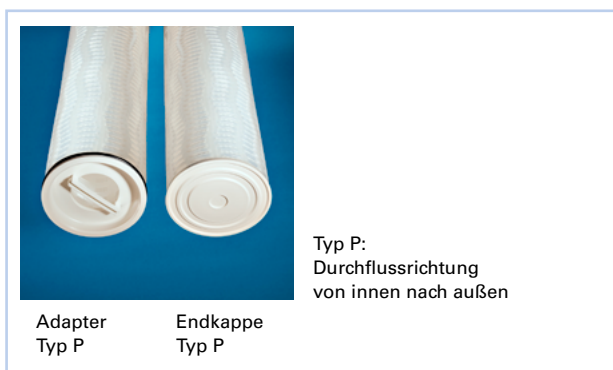 Adapter
Typ P
Endkappe
Typ P
Typ P:
Durchflussrichtung
von innen nach außen